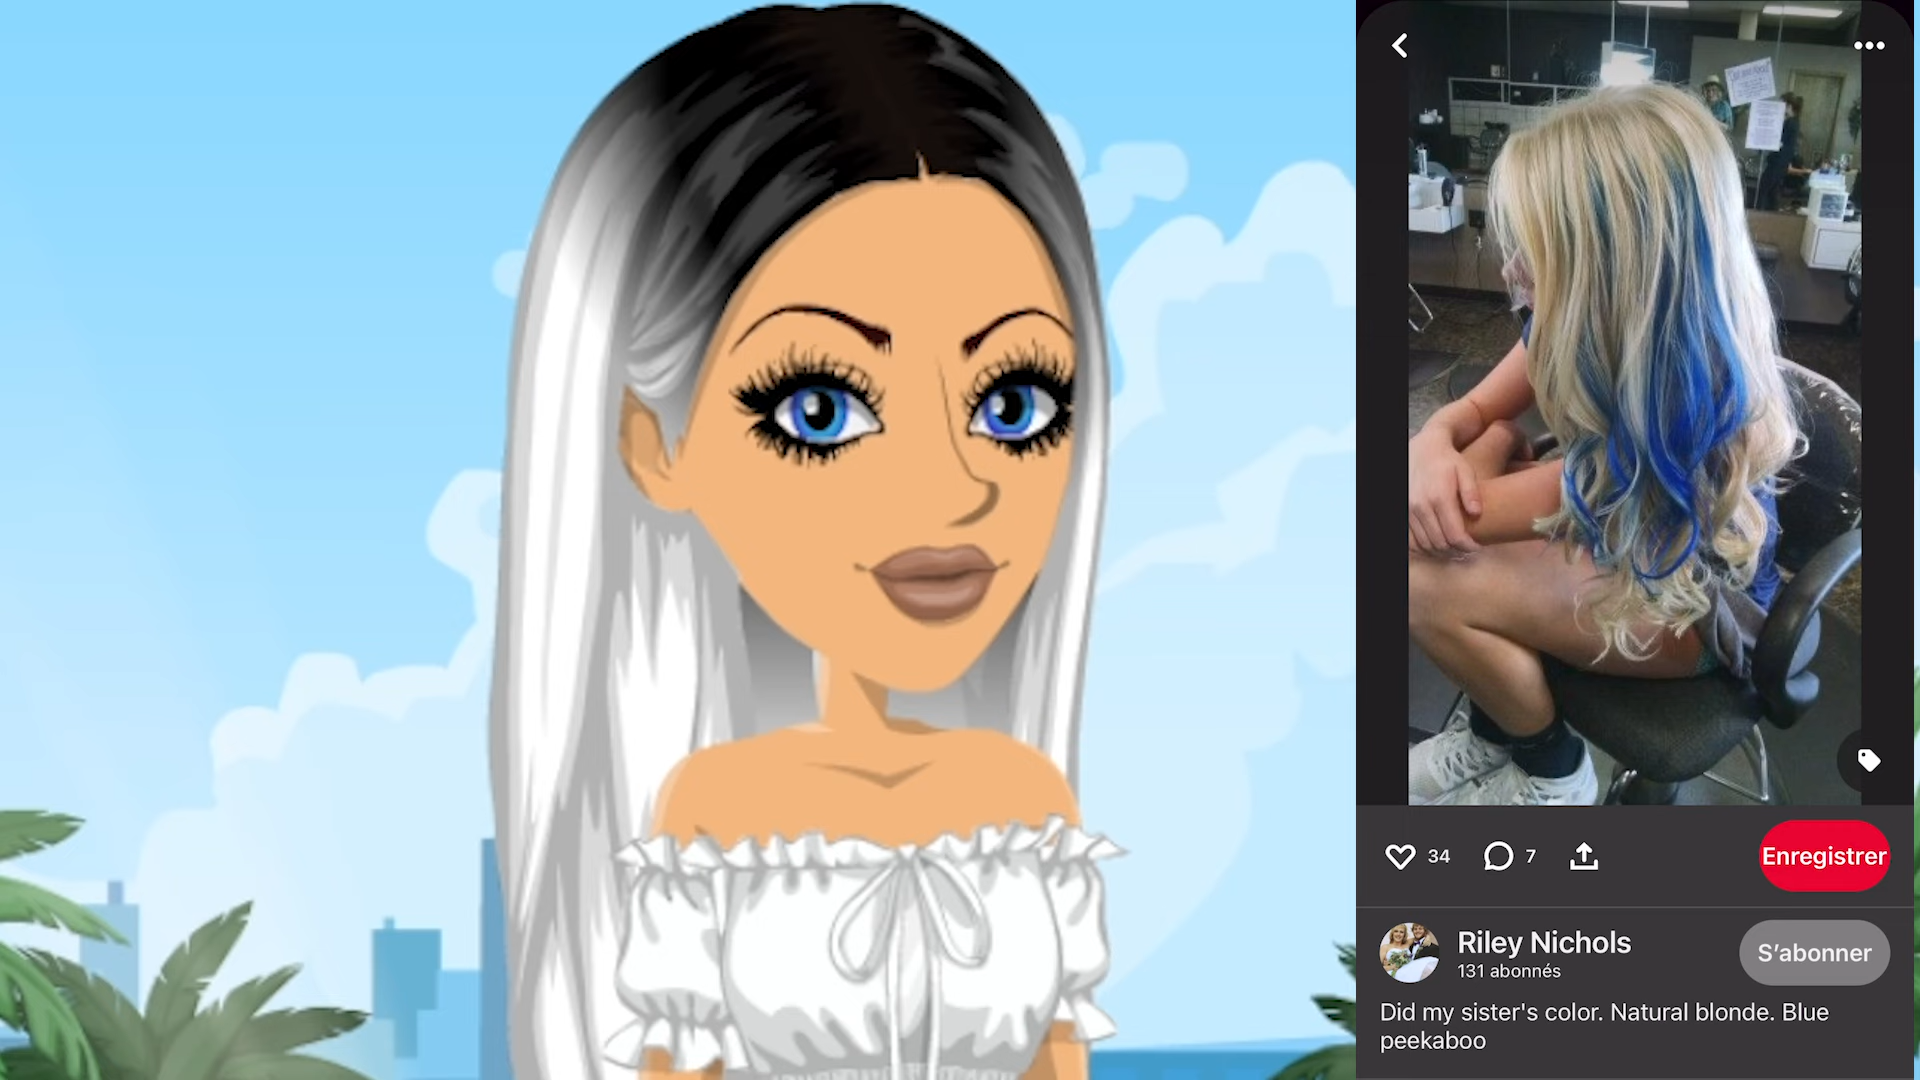 34
7
Enregistrer
Riley Nichols
131 abonnés
S'abonner
Did my sister's color. Natural blonde. Blue
peekaboo